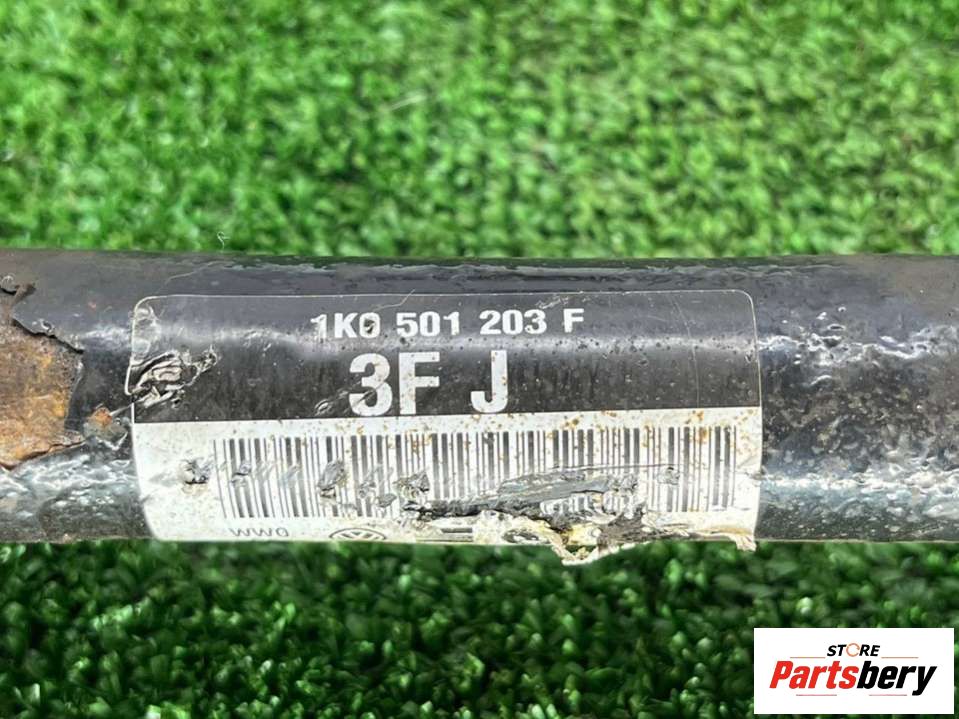 1K0 501 203 F
3F J
WWO
STORE
Partsbery